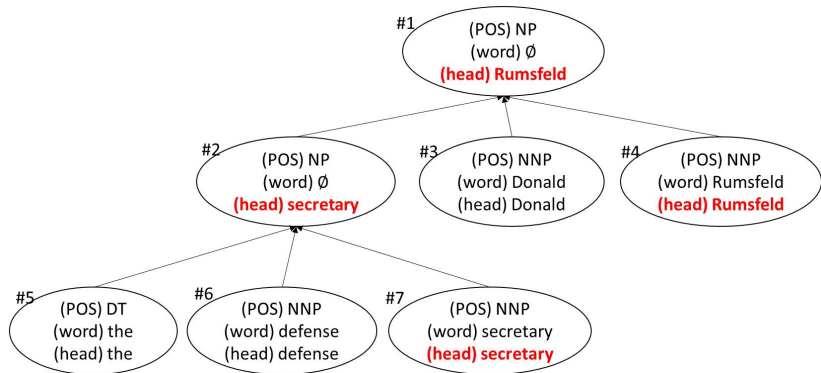 #1
(POS) NP
(word) Ø
(head) Rumsfeld
#2
(POS) NP
(word) Ø
(head) secretary
#3
(POS) NNP
(word) Donald
(head) Donald
#4
(POS) NNP
(word) Rumsfeld
(head) Rumsfeld
#5
(POS) DT
(word) the
(head) the
#6
(POS) NNP
(word) defense
(head) defense
#7
(POS) NNP
(word) secretary
(head) secretary